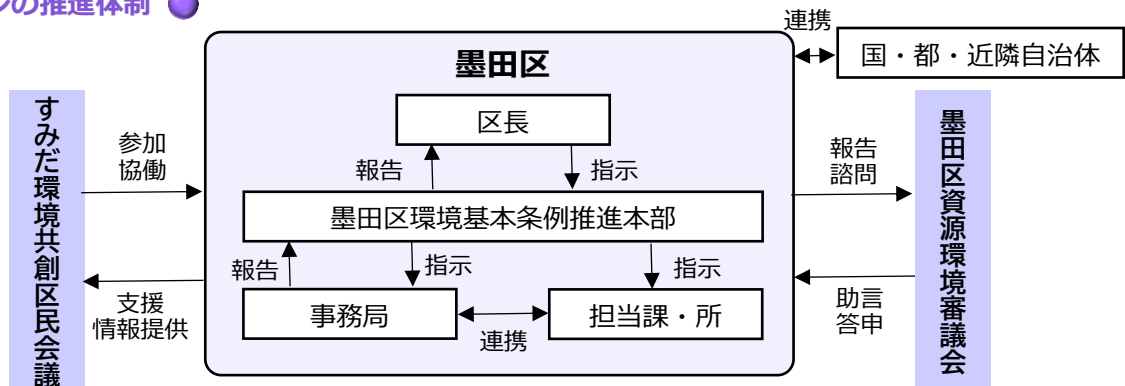 ンの推進体制
連携
国・都・近隣自治体
墨田区
区長
報告
指示
墨田区環境基本条例推進本部
報告
指示
指示
事務局
連携
担当課・所
すみだ環境共創区民会議
参加
協働
支援
情報提供
報告
諮問
助言
答申
墨田区資源環境審議会